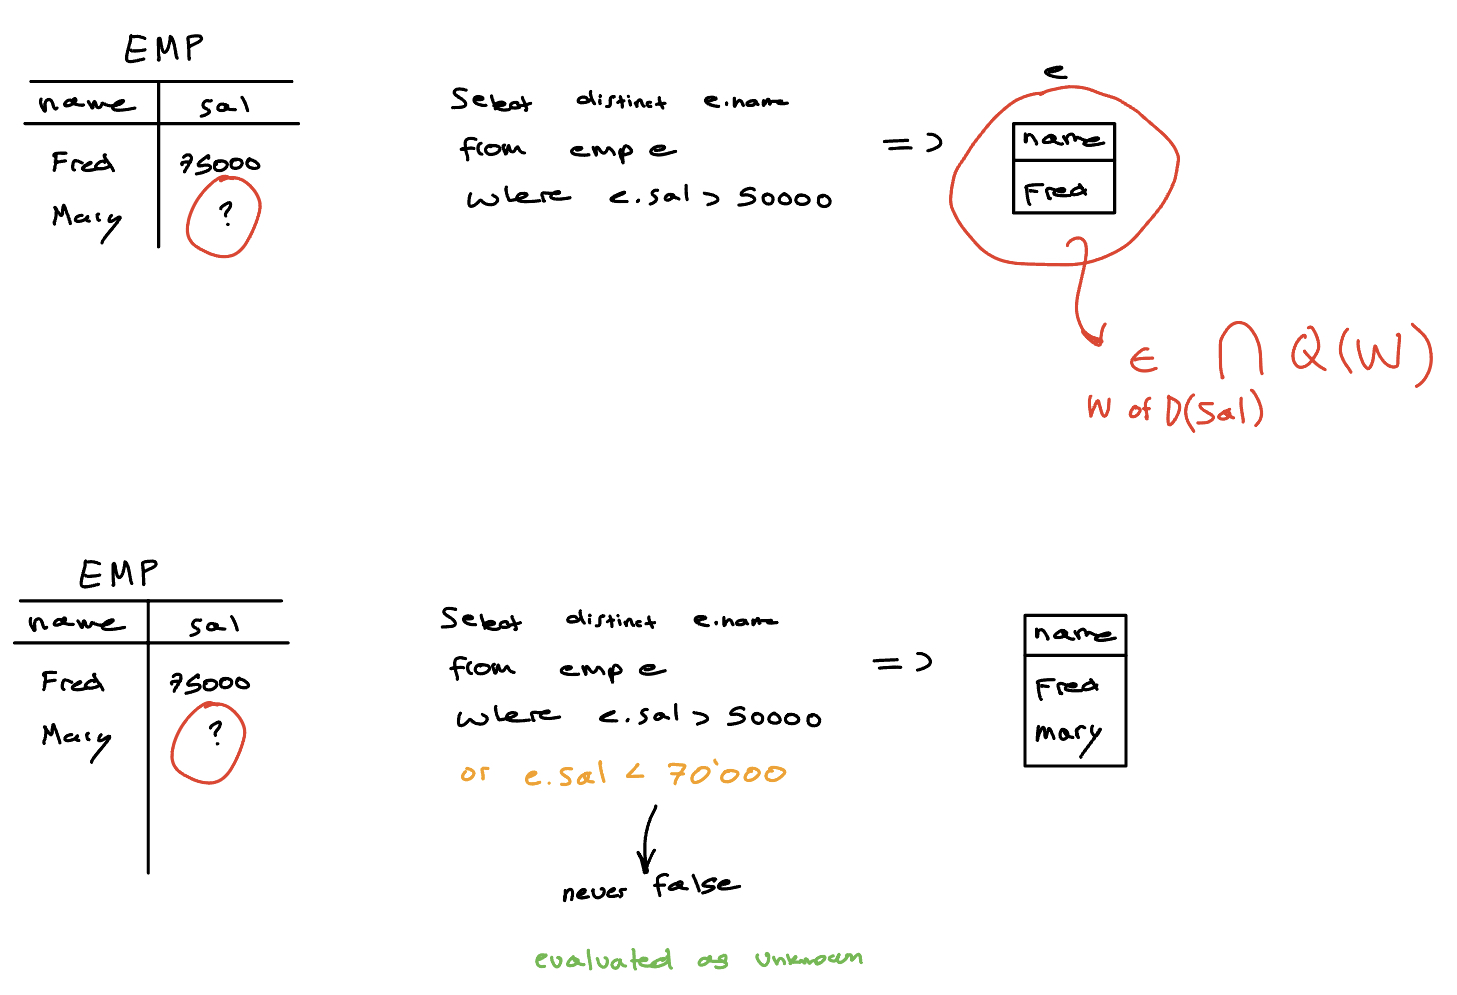 EMP
name sal
Fred 75000
Mary ?
Select distinct e.name
from emp e
where e.sal > 50000
=>
e
name
Fred
∈ ⋂ Q(W)
W of D(Sal)
EMP
name sal
Fred 75000
Mary ?
Select distinct e.name
from emp e
where e.sal > 50000
or e.sal < 70'000
never false
evaluated as unknown
=>
name
Fred
mary